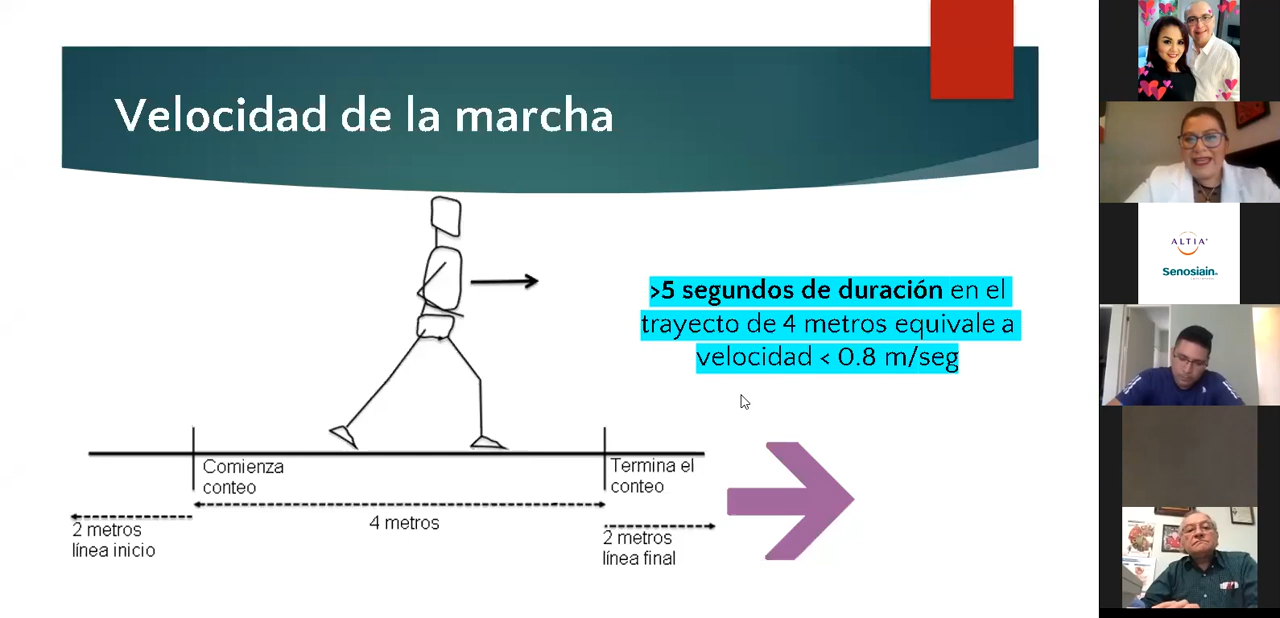 Velocidad de la marcha
>5 segundos de duración en el
trayecto de 4 metros equivale a
velocidad < 0.8 m/seg
Comienza
conteo
Termina el
conteo
4 metros
2 metros
línea inicio
2 metros
línea final
ALTIA
Senosiain